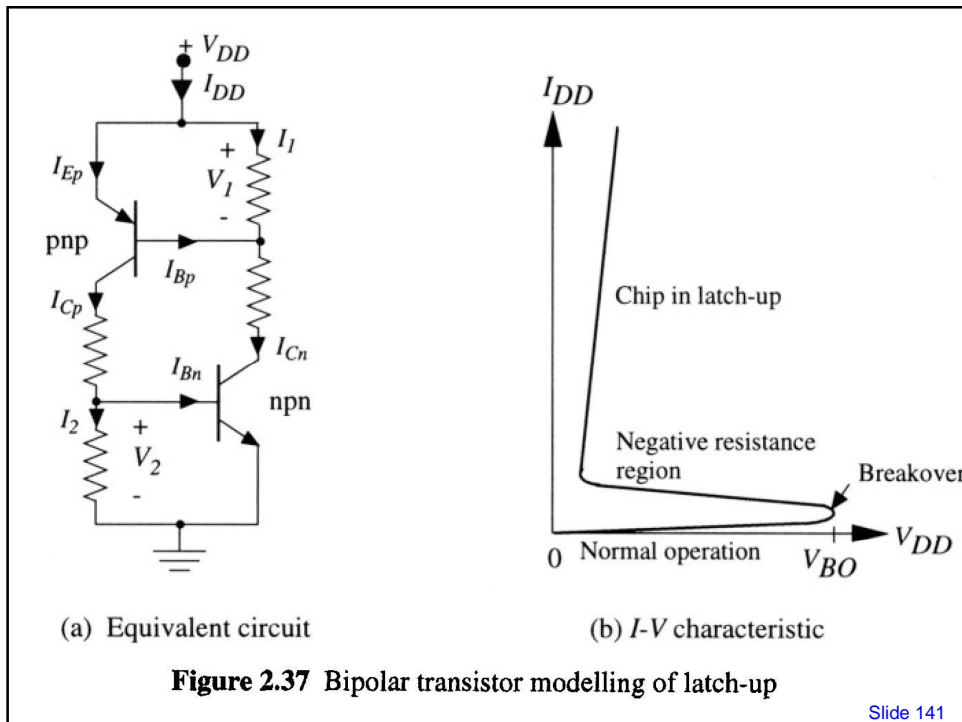 + V_DD
I_DD
I_1
+
V_1
-
I_Ep
pnp
I_Bp
I_Cp
I_Cn
I_Bn
npn
I_2
+
V_2
-
(a) Equivalent circuit
I_DD
Chip in latch-up
Negative resistance
region
Breakover
V_DD
0
Normal operation
V_BO
(b) I-V characteristic
Figure 2.37 Bipolar transistor modelling of latch-up
Slide 141